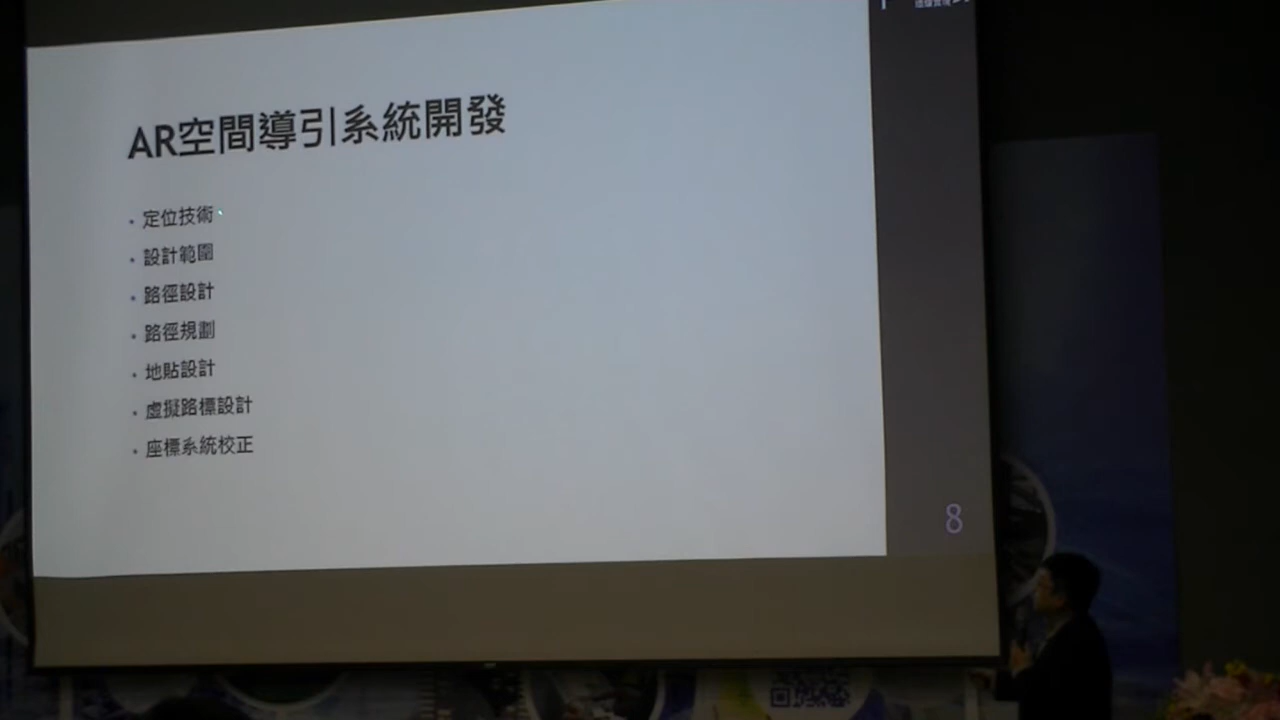 AR空間導引系統開發
• 定位技術
• 設計範圍
• 路徑設計
• 路徑規劃
• 地貼設計
• 虛擬路標設計
• 座標系統校正
8